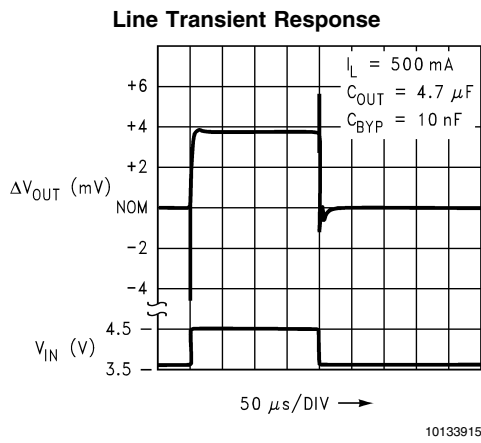 Line Transient Response
I_L = 500 mA
C_OUT = 4.7 μF
C_BYP = 10 nF
+6
+4
+2
ΔV_OUT (mV)
NOM
−2
−4
4.5
V_IN (V)
3.5
50 μs/DIV →
10133915